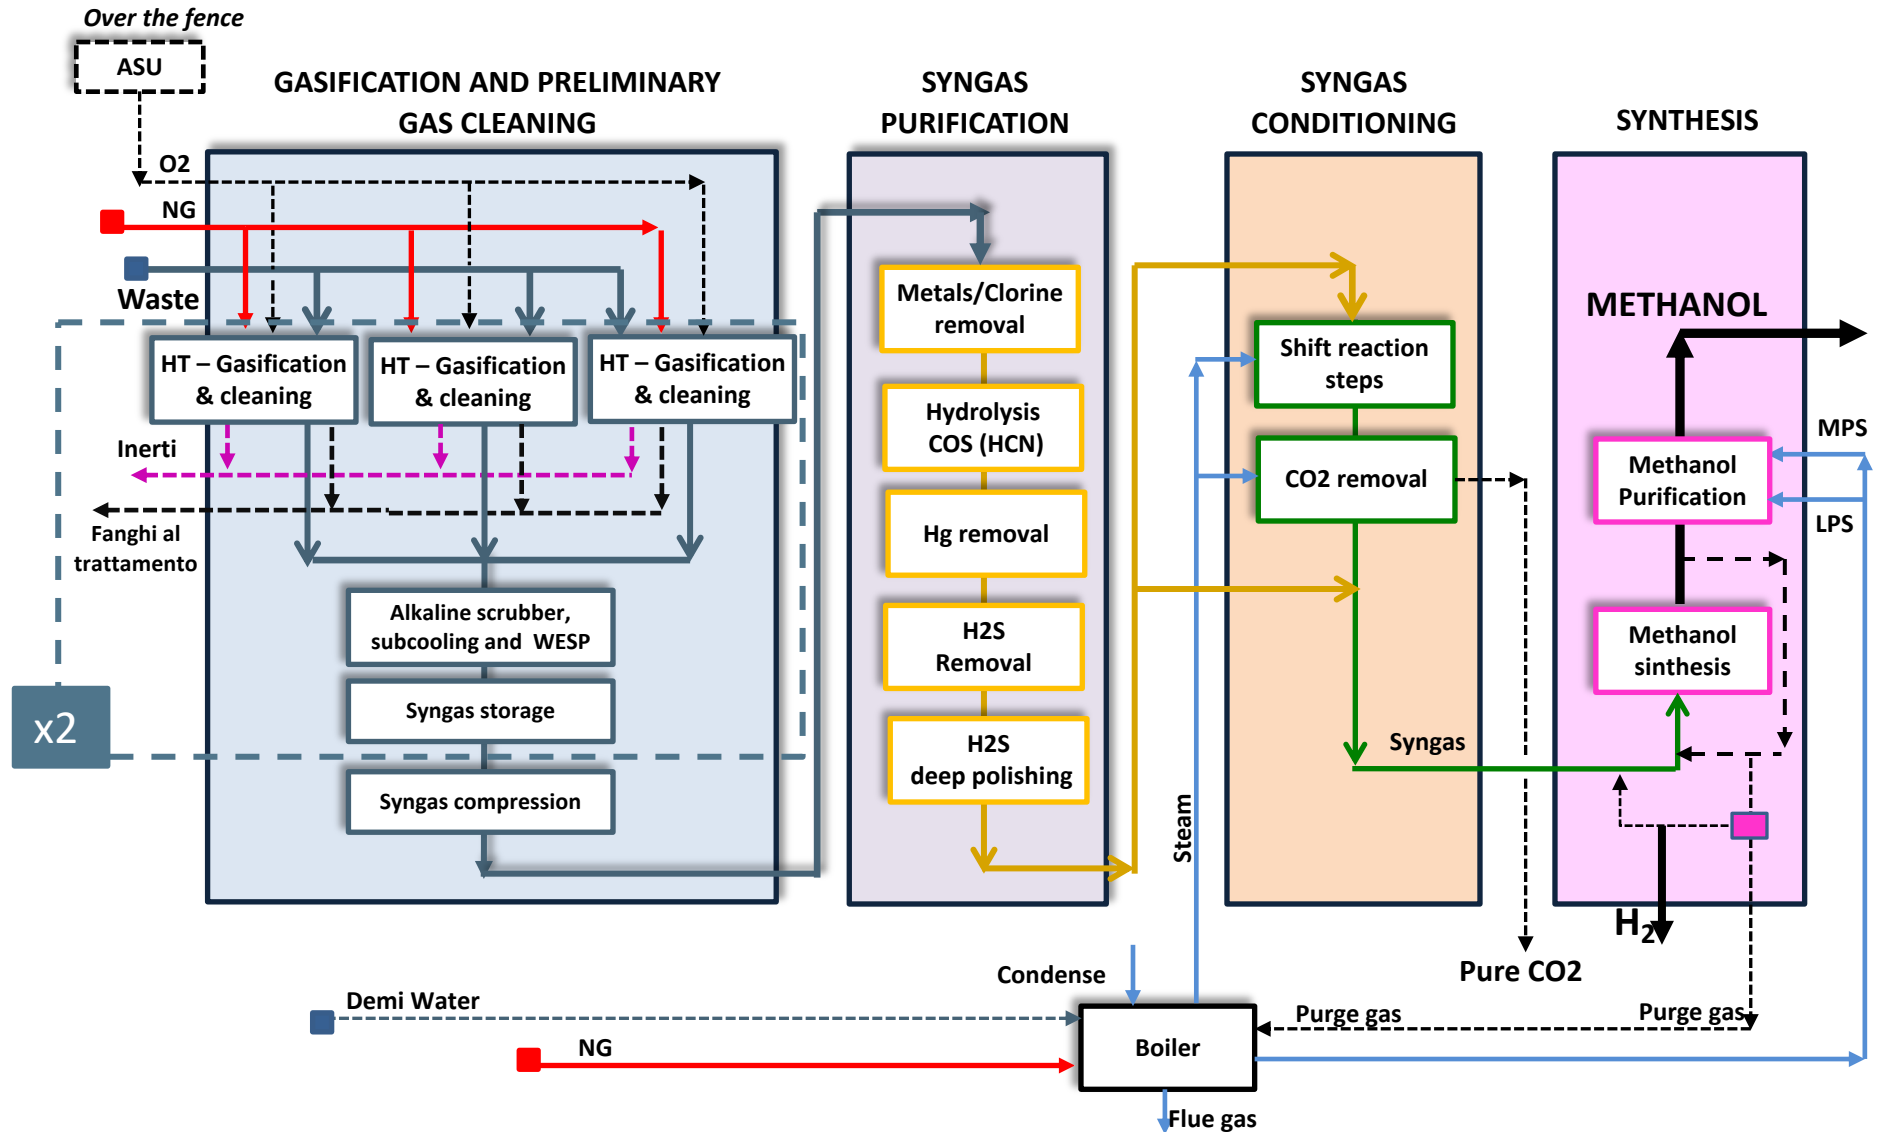 Over the fence
ASU
GASIFICATION AND PRELIMINARY
GAS CLEANING
SYNGAS
PURIFICATION
SYNGAS
CONDITIONING
SYNTHESIS
O2
NG
Waste
HT – Gasification
& cleaning
HT – Gasification
& cleaning
HT – Gasification
& cleaning
Inerti
Fanghi al
trattamento
Alkaline scrubber,
subcooling and WESP
Syngas storage
Syngas compression
x2
Metals/Clorine
removal
Hydrolysis
COS (HCN)
Hg removal
H2S
Removal
H2S
deep polishing
Shift reaction
steps
CO2 removal
Syngas
Steam
METHANOL
Methanol
Purification
MPS
LPS
Methanol
sinthesis
H2
Pure CO2
Condense
Demi Water
NG
Boiler
Purge gas
Purge gas
Flue gas